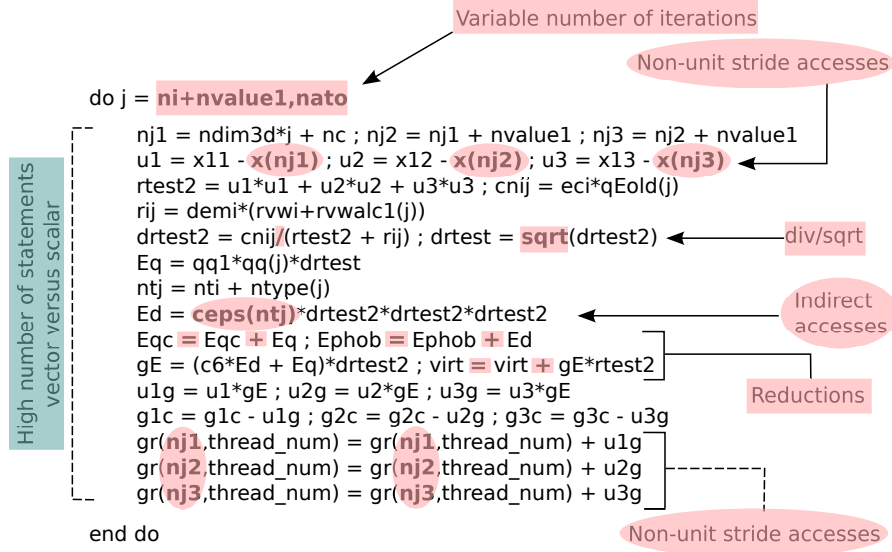 Variable number of iterations
Non-unit stride accesses
do j = ni+nvalue1,nato
nj1 = ndim3d*j + nc ; nj2 = nj1 + nvalue1 ; nj3 = nj2 + nvalue1
u1 = x11 - x(nj1) ; u2 = x12 - x(nj2) ; u3 = x13 - x(nj3)
rtest2 = u1*u1 + u2*u2 + u3*u3 ; cnij = eci*qEold(j)
rij = demi*(rvwi+rvwalc1(j))
drtest2 = cnij/(rtest2 + rij) ; drtest = sqrt(drtest2)
div/sqrt
Eq = qq1*qq(j)*drtest
ntj = nti + ntype(j)
Ed = ceps(ntj)*drtest2*drtest2*drtest2
Indirect
accesses
Eqc = Eqc + Eq ; Ephob = Ephob + Ed
gE = (c6*Ed + Eq)*drtest2 ; virt = virt + gE*rtest2
Reductions
u1g = u1*gE ; u2g = u2*gE ; u3g = u3*gE
g1c = g1c - u1g ; g2c = g2c - u2g ; g3c = g3c - u3g
gr(nj1,thread_num) = gr(nj1,thread_num) + u1g
gr(nj2,thread_num) = gr(nj2,thread_num) + u2g
gr(nj3,thread_num) = gr(nj3,thread_num) + u3g
end do
Non-unit stride accesses
High number of statements
vector versus scalar